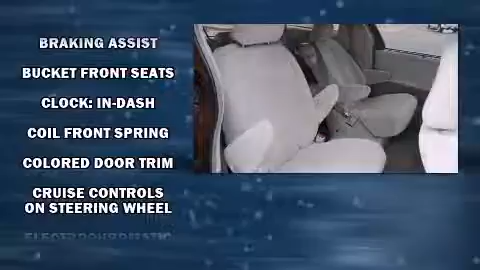 BRAKING ASSIST
BUCKET FRONT SEATS
CLOCK: IN-DASH
COIL FRONT SPRING
COLORED DOOR TRIM
CRUISE CONTROLS
ON STEERING WHEEL